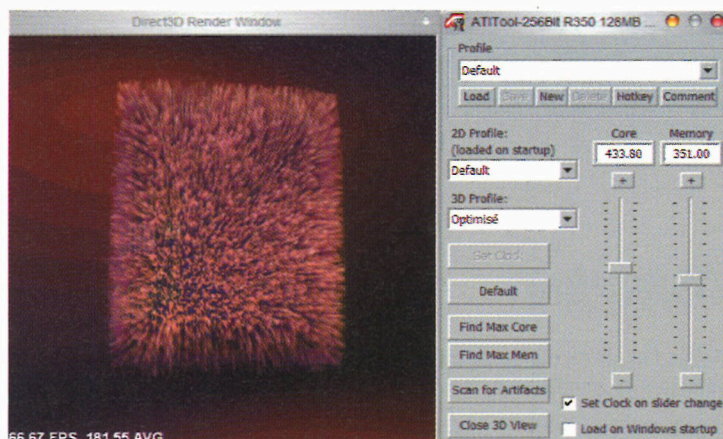 Direct3D Render Window
66.67 FPS, 181.55 AVG
ATITool-256Bit R350 128MB ...
Profile
Default
Load Save New Delete Hotkey Comment
2D Profile:
(loaded on startup)
Default
3D Profile:
Optimisé
Core Memory
433.80 351.00
+ +
Set Clock
Default
Find Max Core
Find Max Mem
Scan for Artifacts
Close 3D View
- -
Set Clock on slider change
Load on Windows startup